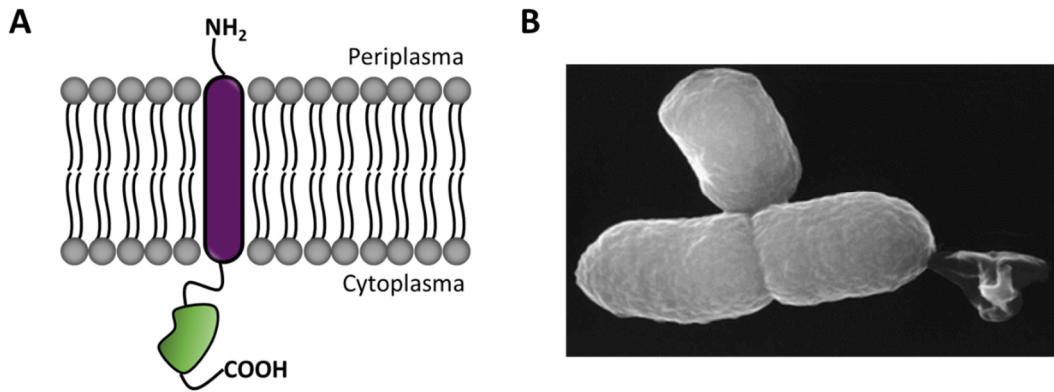 A
B
NH₂
Periplasma
Cytoplasma
COOH